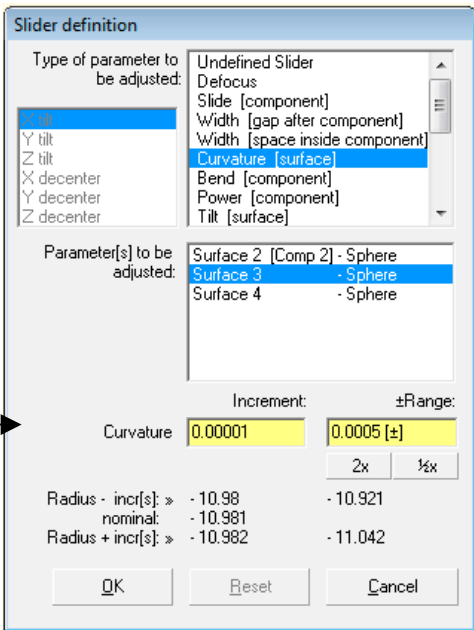 Slider definition
Type of parameter to be adjusted:
Undefined Slider
Defocus
Slide [component]
Width [gap after component]
Width [space inside component]
Curvature [surface]
Bend [component]
Power [component]
Tilt [surface]
X tilt
Y tilt
Z tilt
X decenter
Y decenter
Z decenter
Parameter[s] to be adjusted:
Surface 2 [Comp 2] - Sphere
Surface 3 - Sphere
Surface 4 - Sphere
Increment: ±Range:
Curvature 0.00001 0.0005 [±]
2x ½x
Radius - incr[s]: » - 10.98 - 10.921
nominal: - 10.981
Radius + incr[s]: » - 10.982 - 11.042
OK Reset Cancel